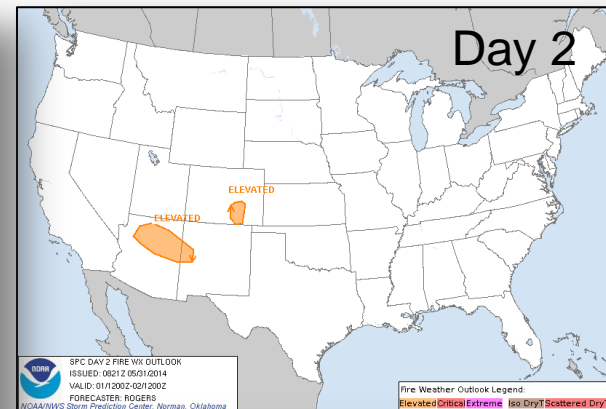 Day 2
ELEVATED
ELEVATED
NOAA
SPC DAY 2 FIRE WX OUTLOOK
ISSUED: 0821Z 05/31/2014
VALID: 01/1200Z-02/1200Z
FORECASTER: ROGERS
NOAA/NWS Storm Prediction Center, Norman, Oklahoma
Fire Weather Outlook Legend:
Elevated Critical Extreme Iso DryT Scattered DryT